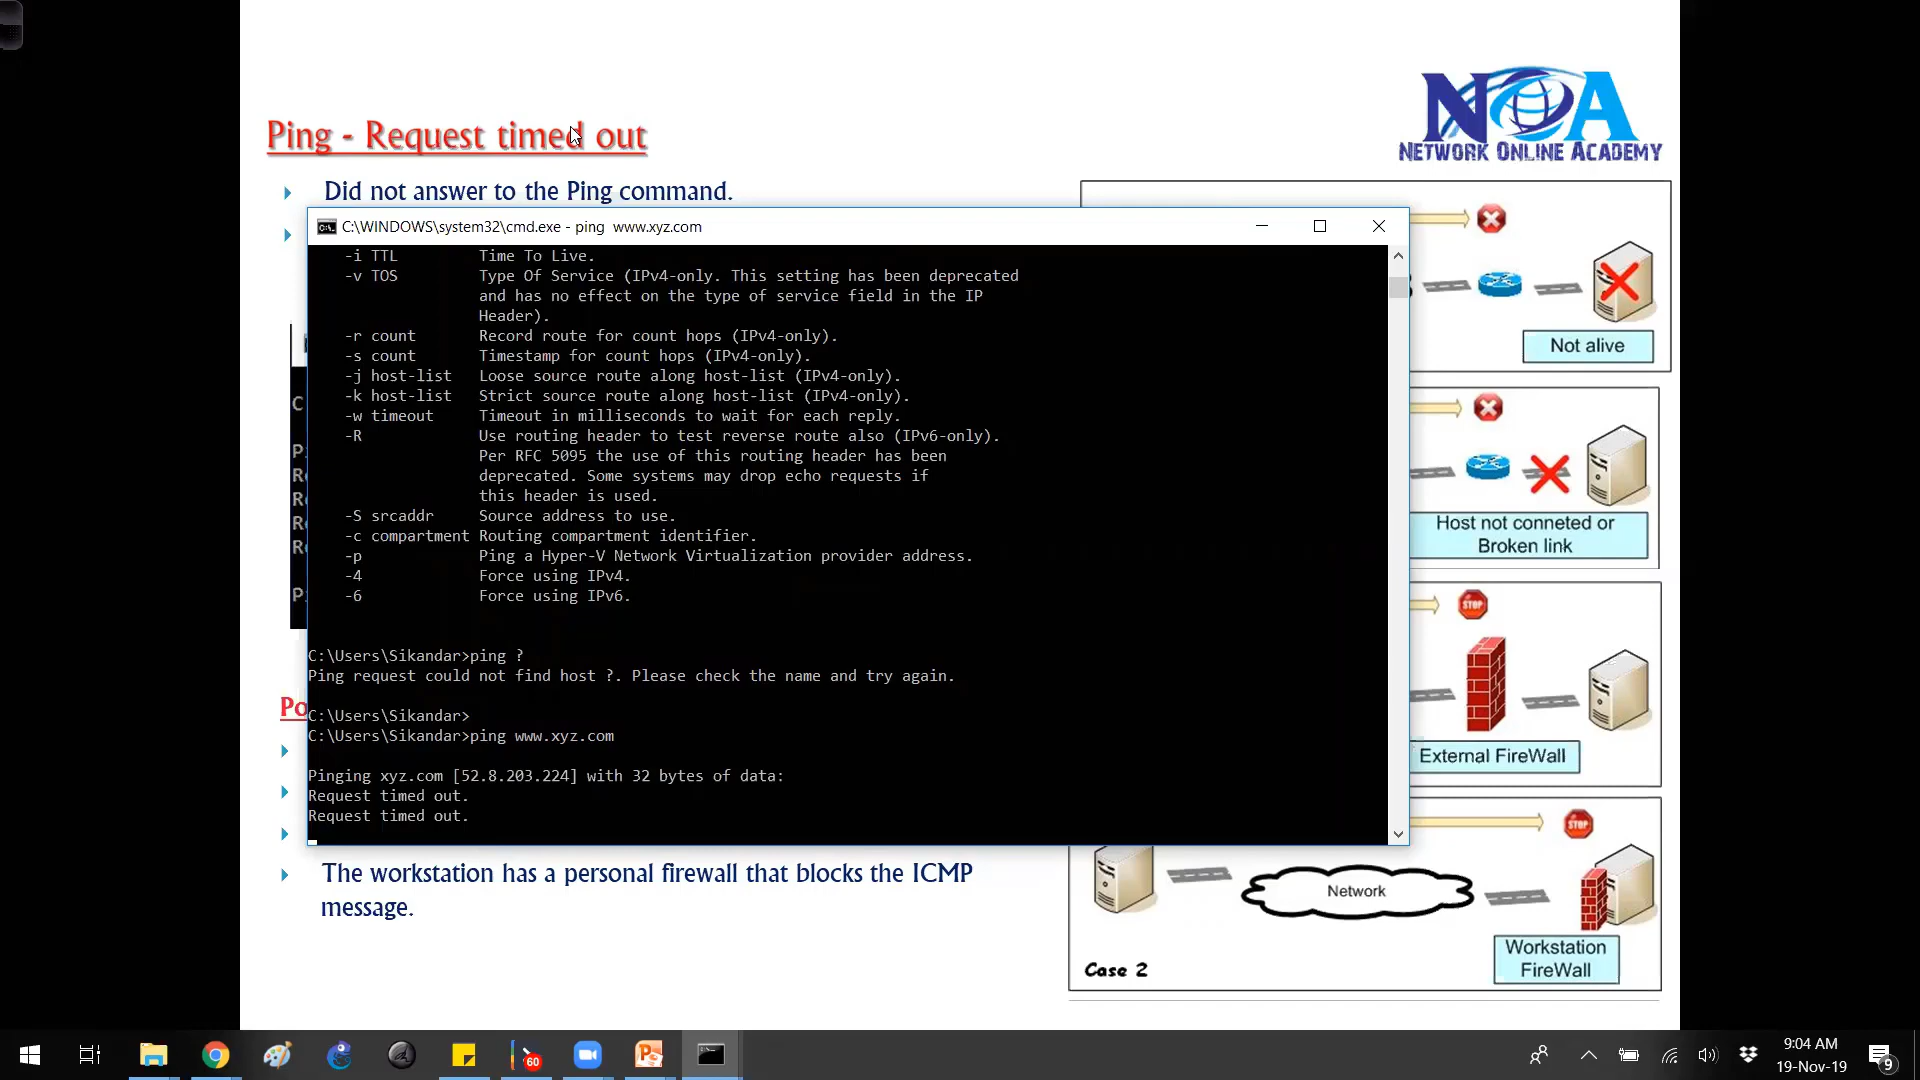 Ping - Request timed out
NOA
NETWORK ONLINE ACADEMY
Did not answer to the Ping command.
C:\WINDOWS\system32\cmd.exe - ping  www.xyz.com
-i TTL Time To Live.
-v TOS Type Of Service (IPv4-only. This setting has been deprecated
and has no effect on the type of service field in the IP
Header).
-r count Record route for count hops (IPv4-only).
-s count Timestamp for count hops (IPv4-only).
-j host-list Loose source route along host-list (IPv4-only).
-k host-list Strict source route along host-list (IPv4-only).
-w timeout Timeout in milliseconds to wait for each reply.
-R Use routing header to test reverse route also (IPv6-only).
Per RFC 5095 the use of this routing header has been
deprecated. Some systems may drop echo requests if
this header is used.
-S srcaddr Source address to use.
-c compartment Routing compartment identifier.
-p Ping a Hyper-V Network Virtualization provider address.
-4 Force using IPv4.
-6 Force using IPv6.
C:\Users\Sikandar>ping ?
Ping request could not find host ?. Please check the name and try again.
C:\Users\Sikandar>
C:\Users\Sikandar>ping www.xyz.com
Pinging xyz.com [52.8.203.224] with 32 bytes of data:
Request timed out.
Request timed out.
Not alive
Host not conneted or
Broken link
STOP
External FireWall
STOP
Network
Workstation
FireWall
Case 2
The workstation has a personal firewall that blocks the ICMP
message.
60
9:04 AM
19-Nov-19
9